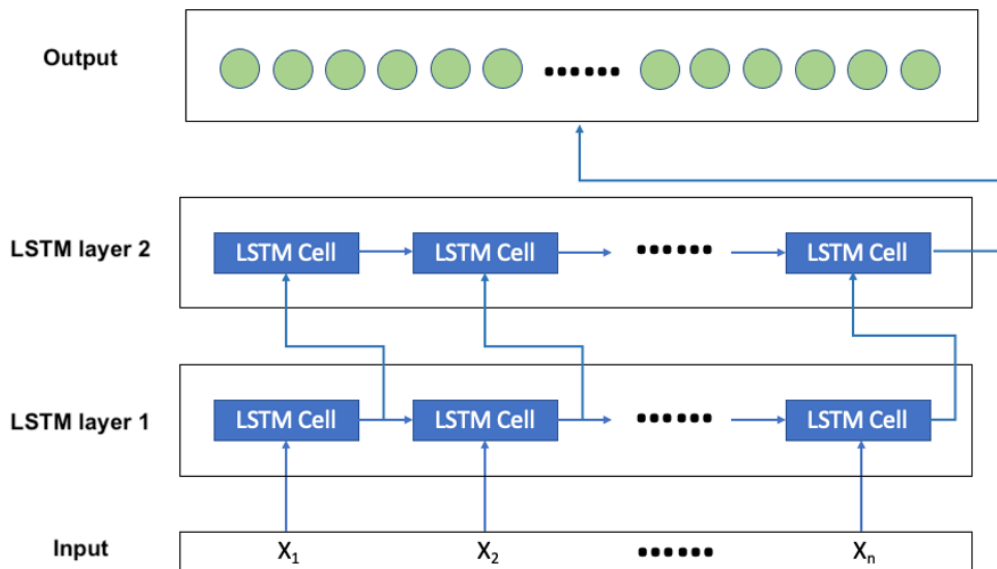 Output
......
LSTM layer 2
LSTM Cell
LSTM Cell
......
LSTM Cell
LSTM layer 1
LSTM Cell
LSTM Cell
......
LSTM Cell
Input
X1
X2
......
Xn